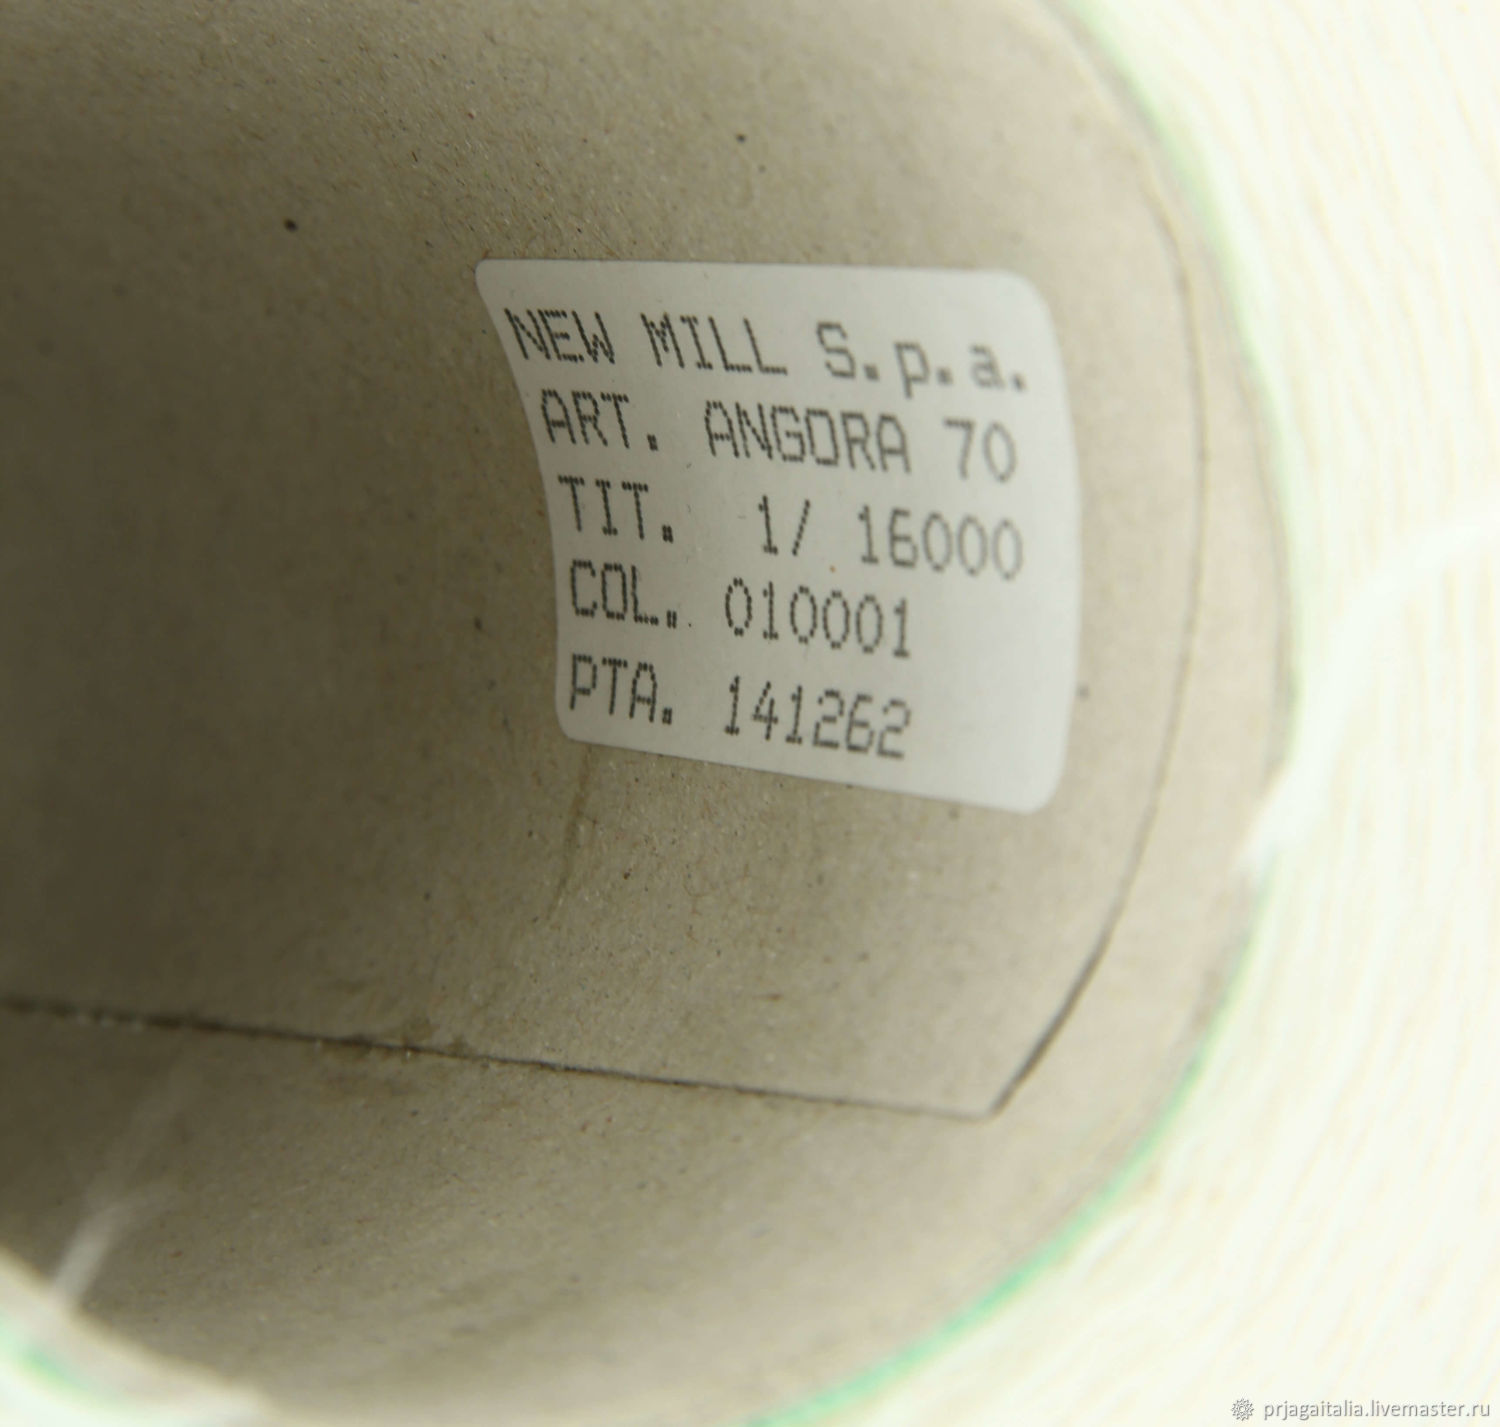 NEW MILL S.p.a.
ART. ANGORA 70
TIT. 1/ 16000
COL. 010001
PTA. 141262
prjagaitalia.livemaster.ru